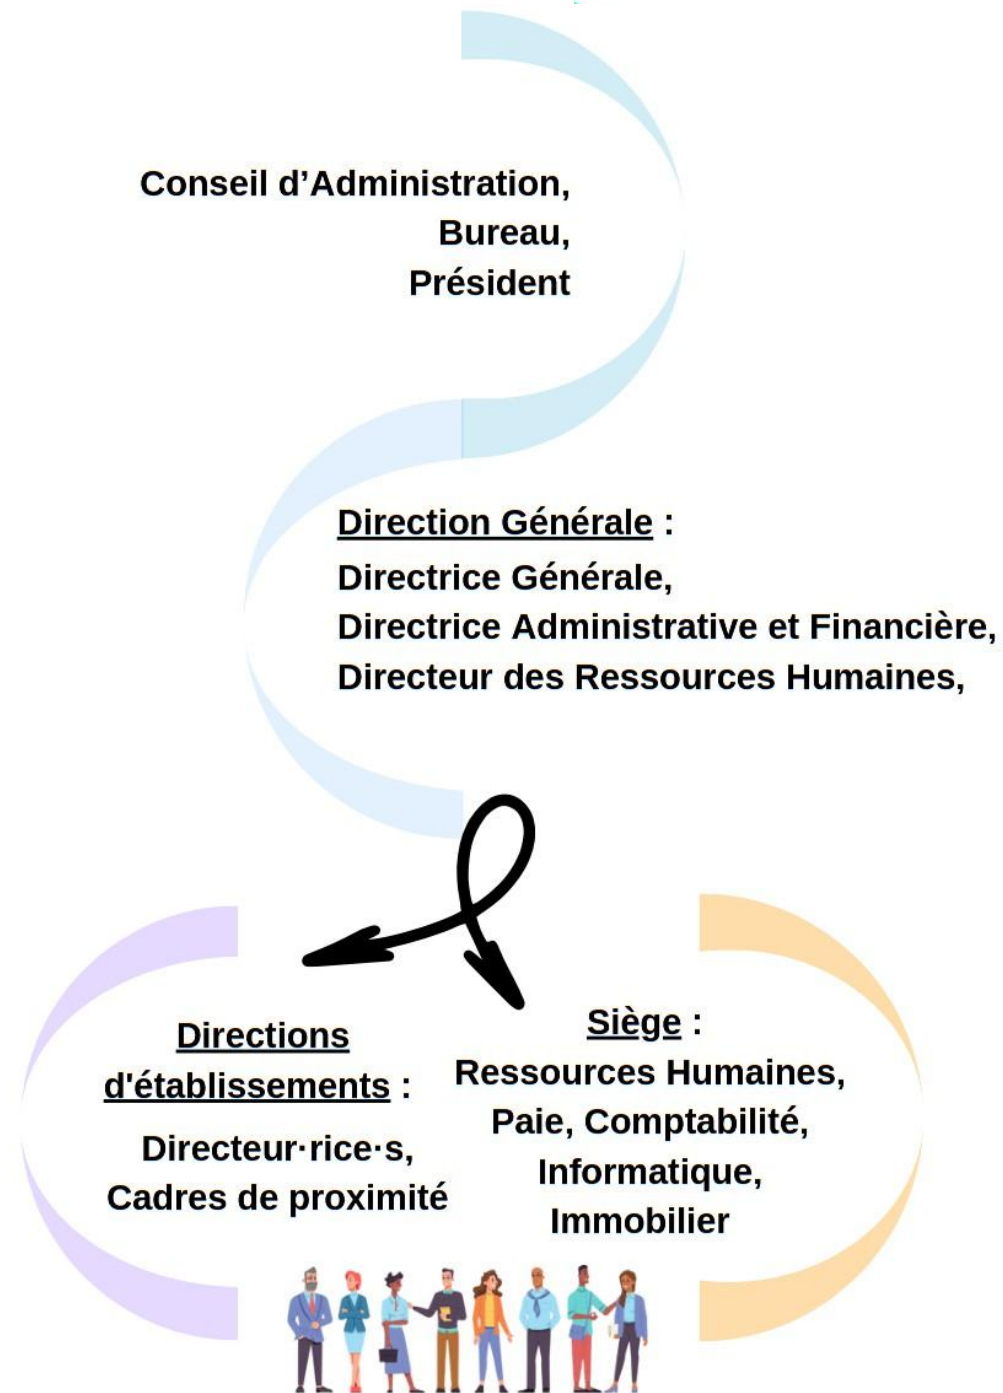 Conseil d’Administration,
Bureau,
Président
Direction Générale :
Directrice Générale,
Directrice Administrative et Financière,
Directeur des Ressources Humaines,
Directions
d'établissements :
Directeur·rice·s,
Cadres de proximité
Siège :
Ressources Humaines,
Paie, Comptabilité,
Informatique,
Immobilier